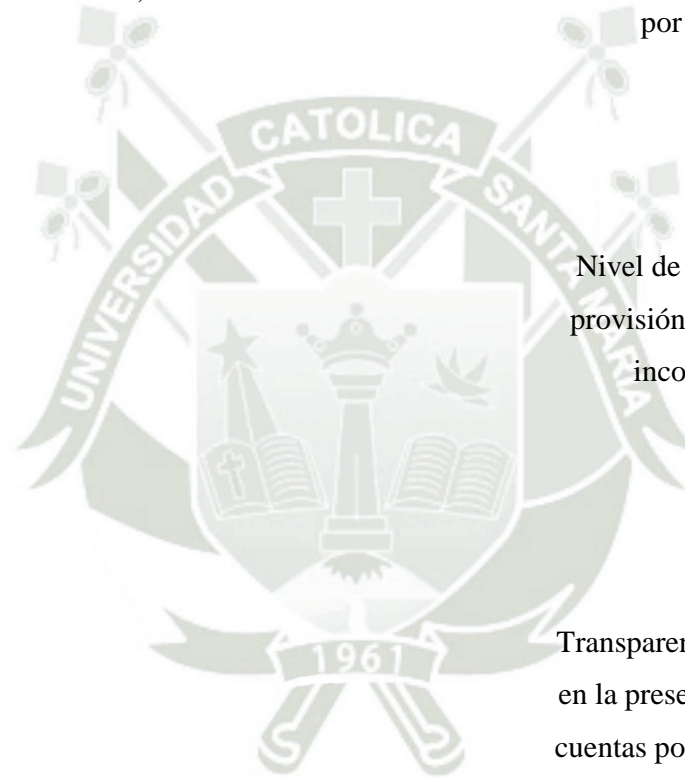 por
CATOLICA
UNIVERSIDAD
SANTA MARIA
Nivel de
provisión
inco
Transparen
en la prese
cuentas po
1961